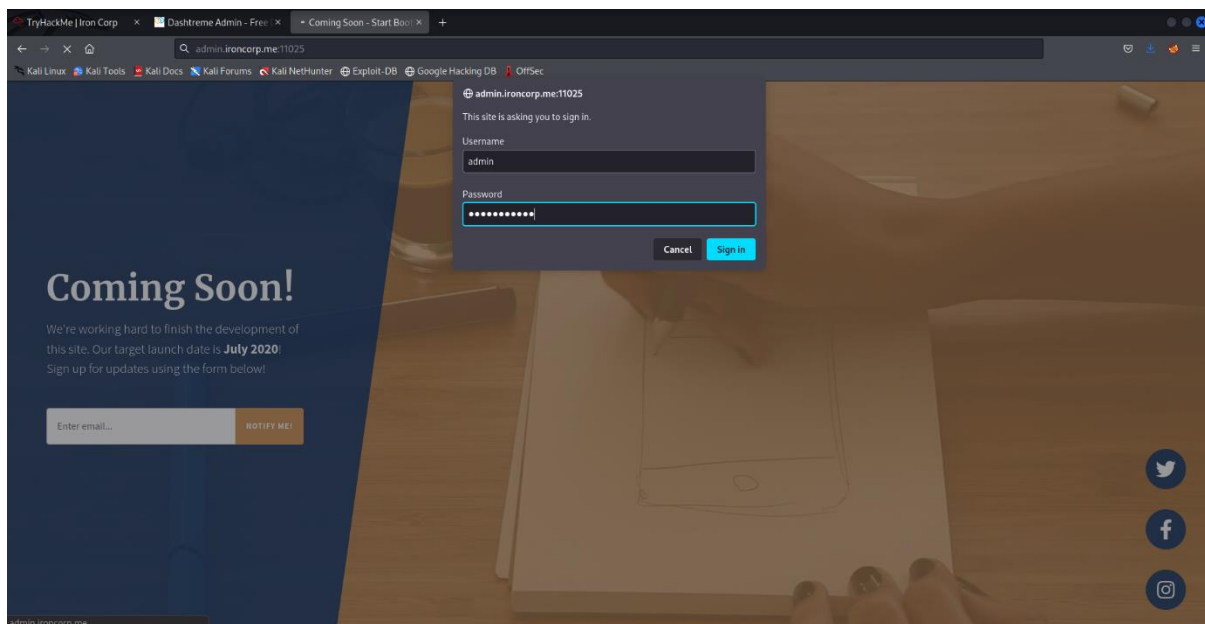 TryHackMe | Iron Corp
Dashtreme Admin - Free
Coming Soon - Start Boot
admin.ironcorp.me:11025
Kali Linux Kali Tools Kali Docs Kali Forums Kali NetHunter Exploit-DB Google Hacking DB OffSec
admin.ironcorp.me:11025
This site is asking you to sign in.
Username
admin
Password
•••••••••••
Cancel Sign in
Coming Soon!
We're working hard to finish the development of
this site. Our target launch date is July 2020!
Sign up for updates using the form below!
Enter email... NOTIFY ME!
admin.ironcorp.me